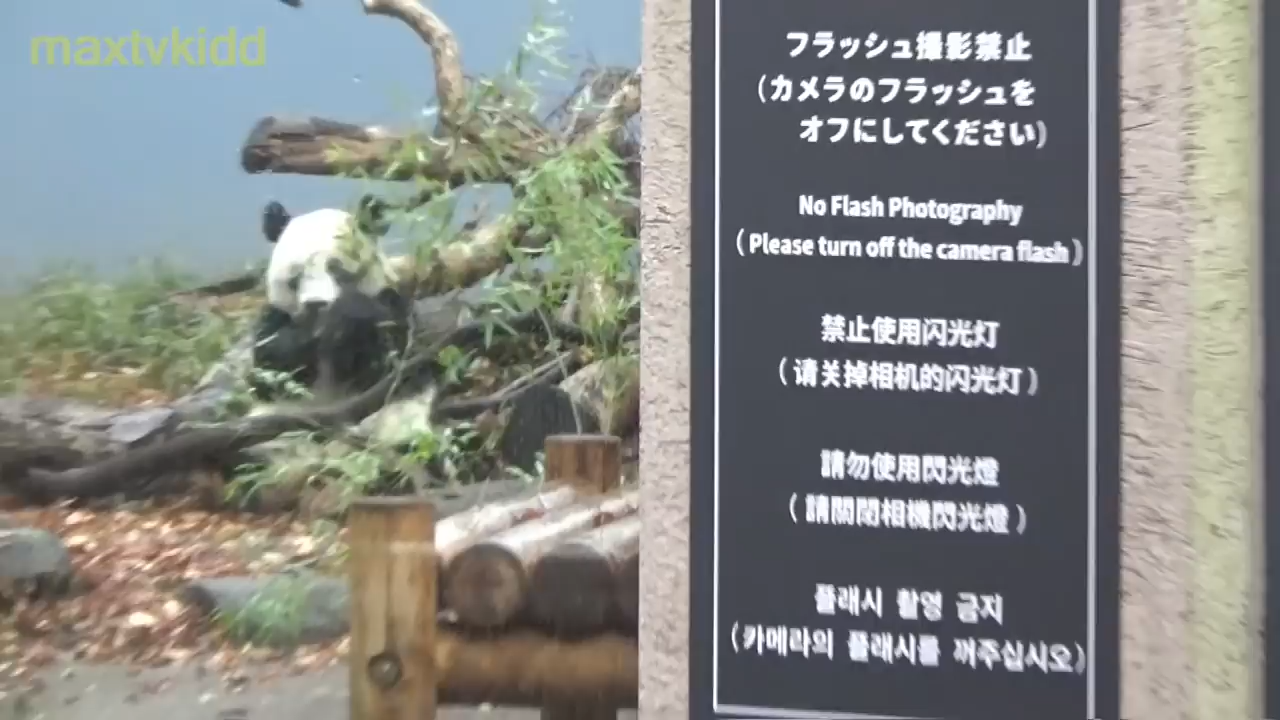 maxtvkidd
フラッシュ撮影禁止
(カメラのフラッシュを
オフにしてください)
No Flash Photography
( Please turn off the camera flash )
禁止使用闪光灯
( 请关掉相机的闪光灯 )
請勿使用閃光燈
( 請關閉相機閃光燈 )
플래시 촬영 금지
(카메라의 플래시를 꺼주십시오)